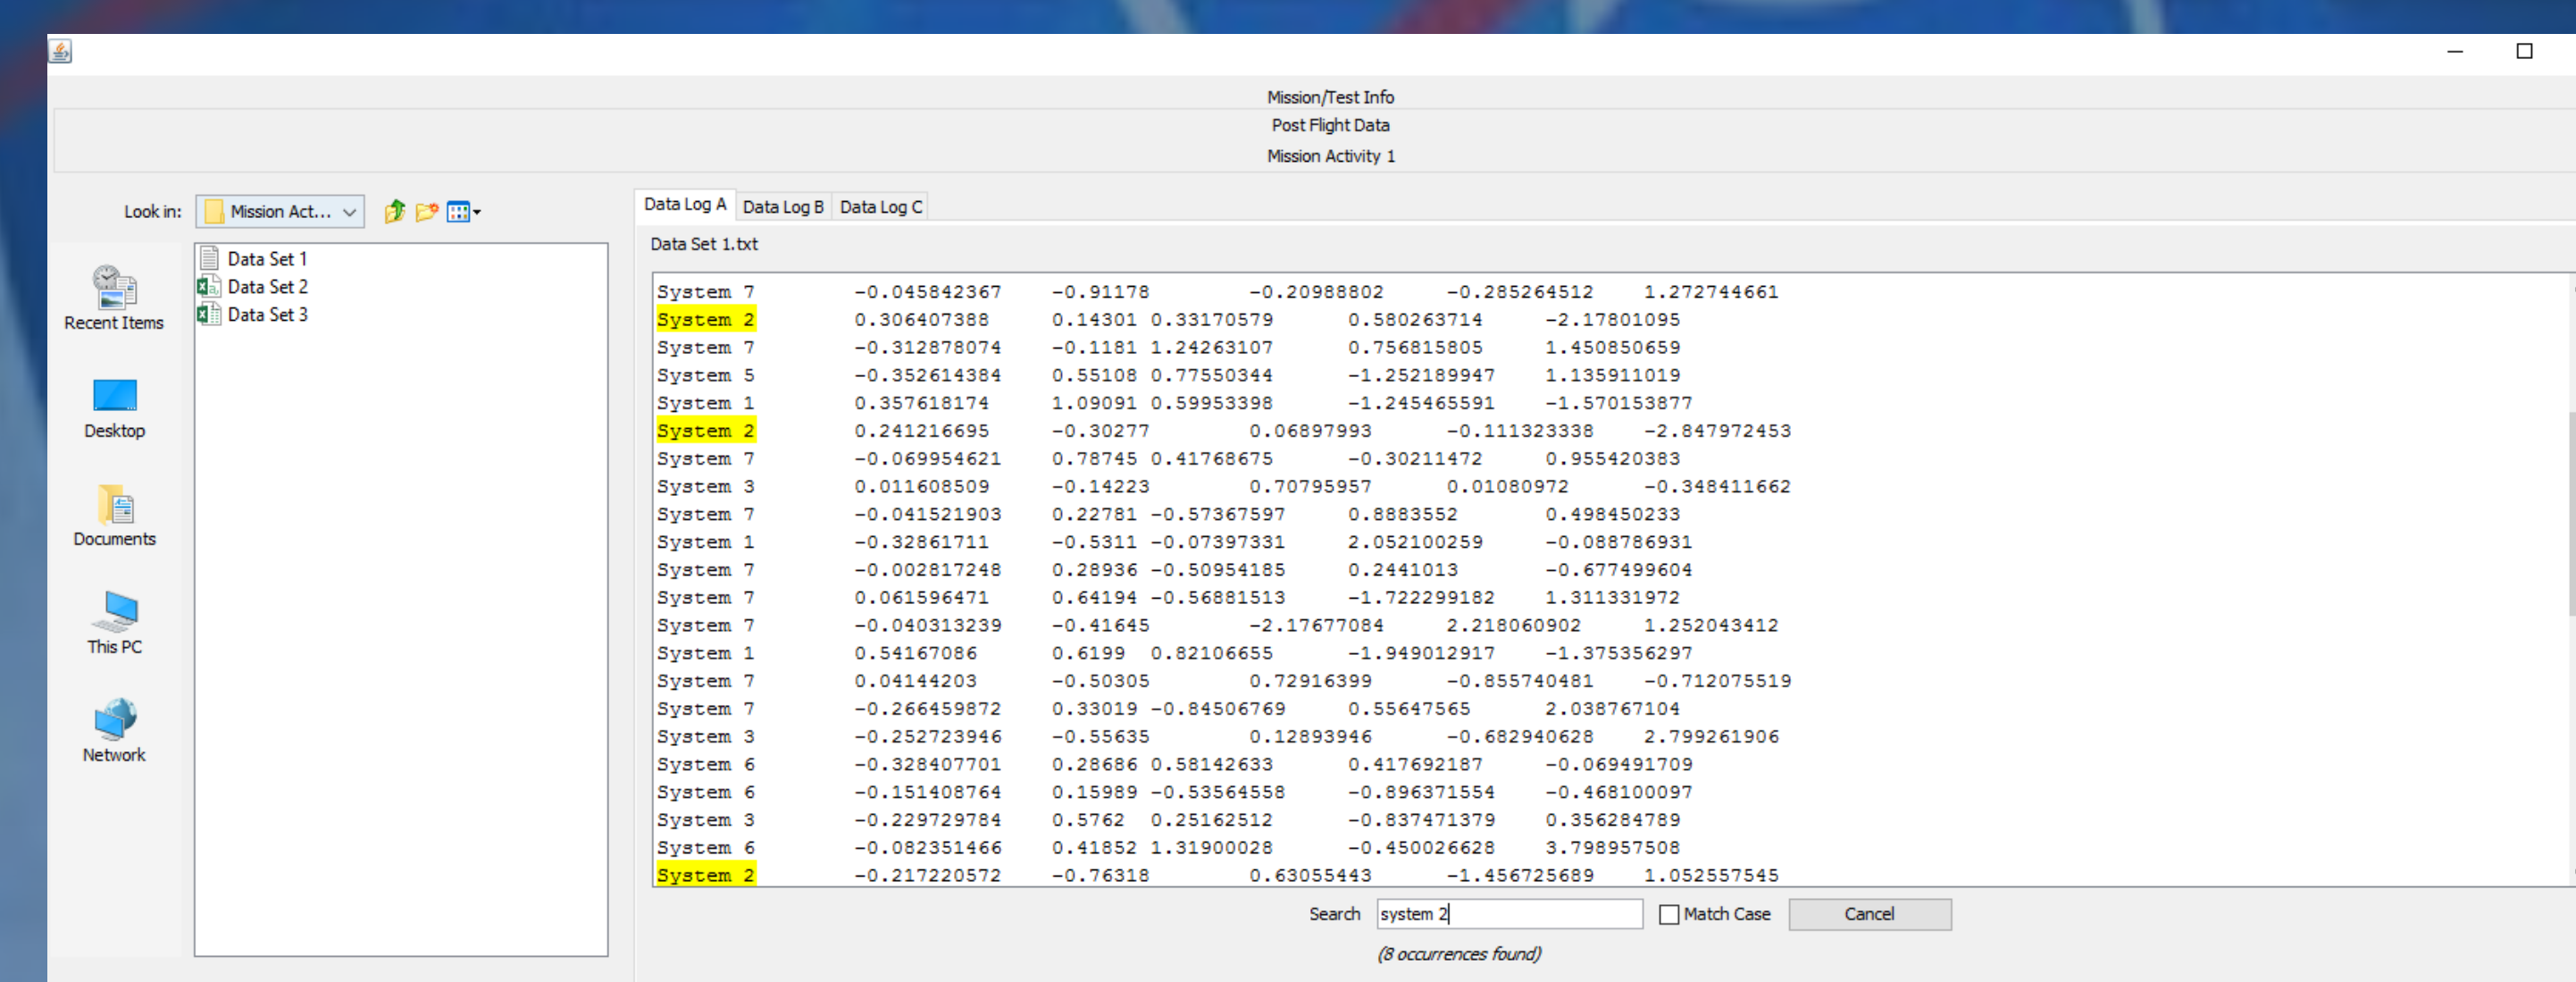 Mission/Test Info
Post Flight Data
Mission Activity 1
Look in: Mission Act...
Data Set 1
Data Set 2
Data Set 3
Recent Items
Desktop
Documents
This PC
Network
Data Log A Data Log B Data Log C
Data Set 1.txt
System 7 -0.045842367 -0.91178 -0.20988802 -0.285264512 1.272744661
System 2 0.306407388 0.14301 0.33170579 0.580263714 -2.17801095
System 7 -0.312878074 -0.1181 1.24263107 0.756815805 1.450850659
System 5 -0.352614384 0.55108 0.77550344 -1.252189947 1.135911019
System 1 0.357618174 1.09091 0.59953398 -1.245465591 -1.570153877
System 2 0.241216695 -0.30277 0.06897993 -0.111323338 -2.847972453
System 7 -0.069954621 0.78745 0.41768675 -0.30211472 0.955420383
System 3 0.011608509 -0.14223 0.70795957 0.01080972 -0.348411662
System 7 -0.041521903 0.22781 -0.57367597 0.8883552 0.498450233
System 1 -0.32861711 -0.5311 -0.07397331 2.052100259 -0.088786931
System 7 -0.002817248 0.28936 -0.50954185 0.2441013 -0.677499604
System 7 0.061596471 0.64194 -0.56881513 -1.722299182 1.311331972
System 7 -0.040313239 -0.41645 -2.17677084 2.218060902 1.252043412
System 1 0.54167086 0.6199 0.82106655 -1.949012917 -1.375356297
System 7 0.04144203 -0.50305 0.72916399 -0.855740481 -0.712075519
System 7 -0.266459872 0.33019 -0.84506769 0.55647565 2.038767104
System 3 -0.252723946 -0.55635 0.12893946 -0.682940628 2.799261906
System 6 -0.328407701 0.28686 0.58142633 0.417692187 -0.069491709
System 6 -0.151408764 0.15989 -0.53564558 -0.896371554 -0.468100097
System 3 -0.229729784 0.5762 0.25162512 -0.837471379 0.356284789
System 6 -0.082351466 0.41852 1.31900028 -0.450026628 3.798957508
System 2 -0.217220572 -0.76318 0.63055443 -1.456725689 1.052557545
Search system 2 Match Case Cancel
(8 occurrences found)